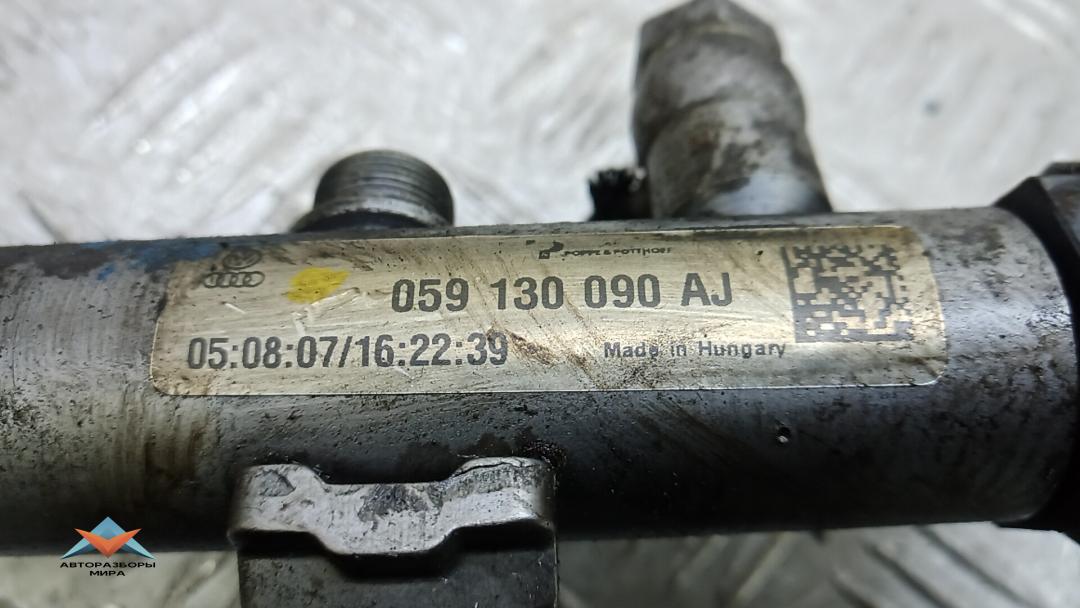 POPPE & POTTHOFF
059 130 090 AJ
05:08:07/16:22:39
Made in Hungary
АВТОРАЗБОРЫ
МИРА